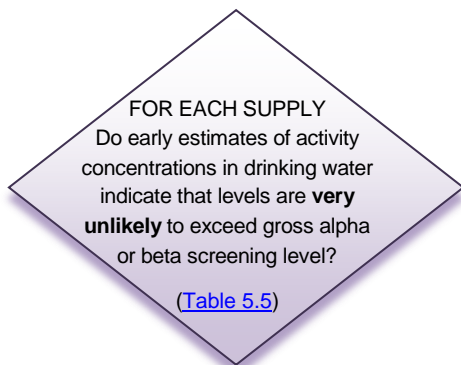 FOR EACH SUPPLY
Do early estimates of activity
concentrations in drinking water
indicate that levels are very
unlikely to exceed gross alpha
or beta screening level?
(Table 5.5)